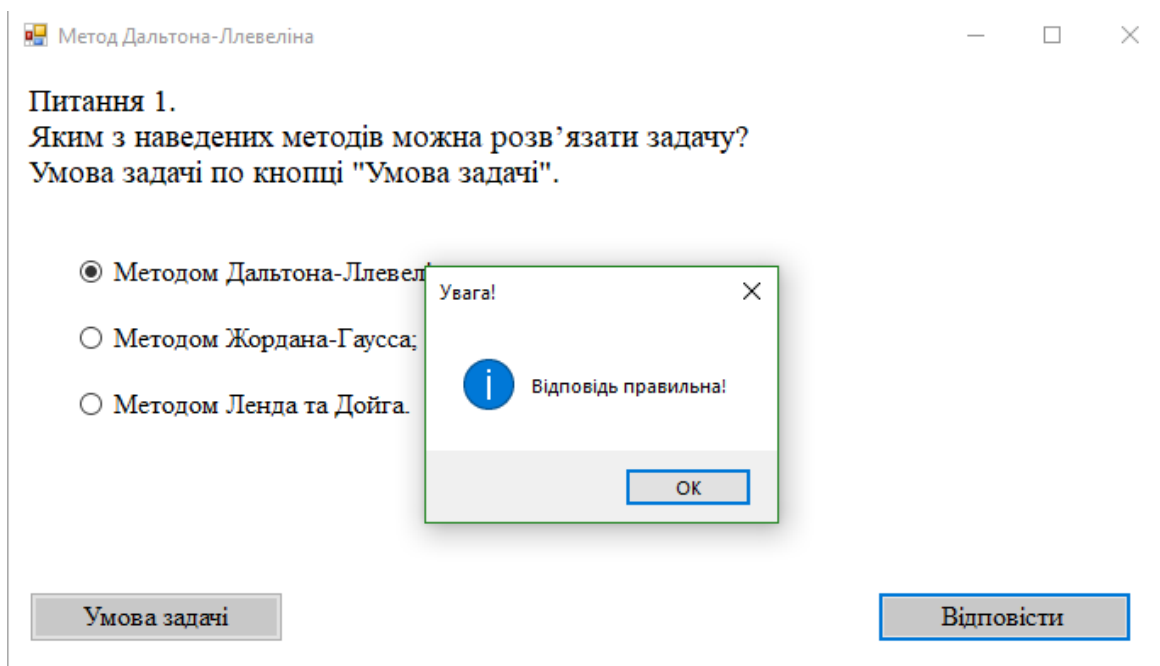 Метод Дальтона-Ллевеліна
Питання 1.
Яким з наведених методів можна розв’язати задачу?
Умова задачі по кнопці "Умова задачі".
Методом Дальтона-Ллевел
Методом Жордана-Гаусса;
Методом Ленда та Дойга.
Увага!
Відповідь правильна!
OK
Умова задачі
Відповісти